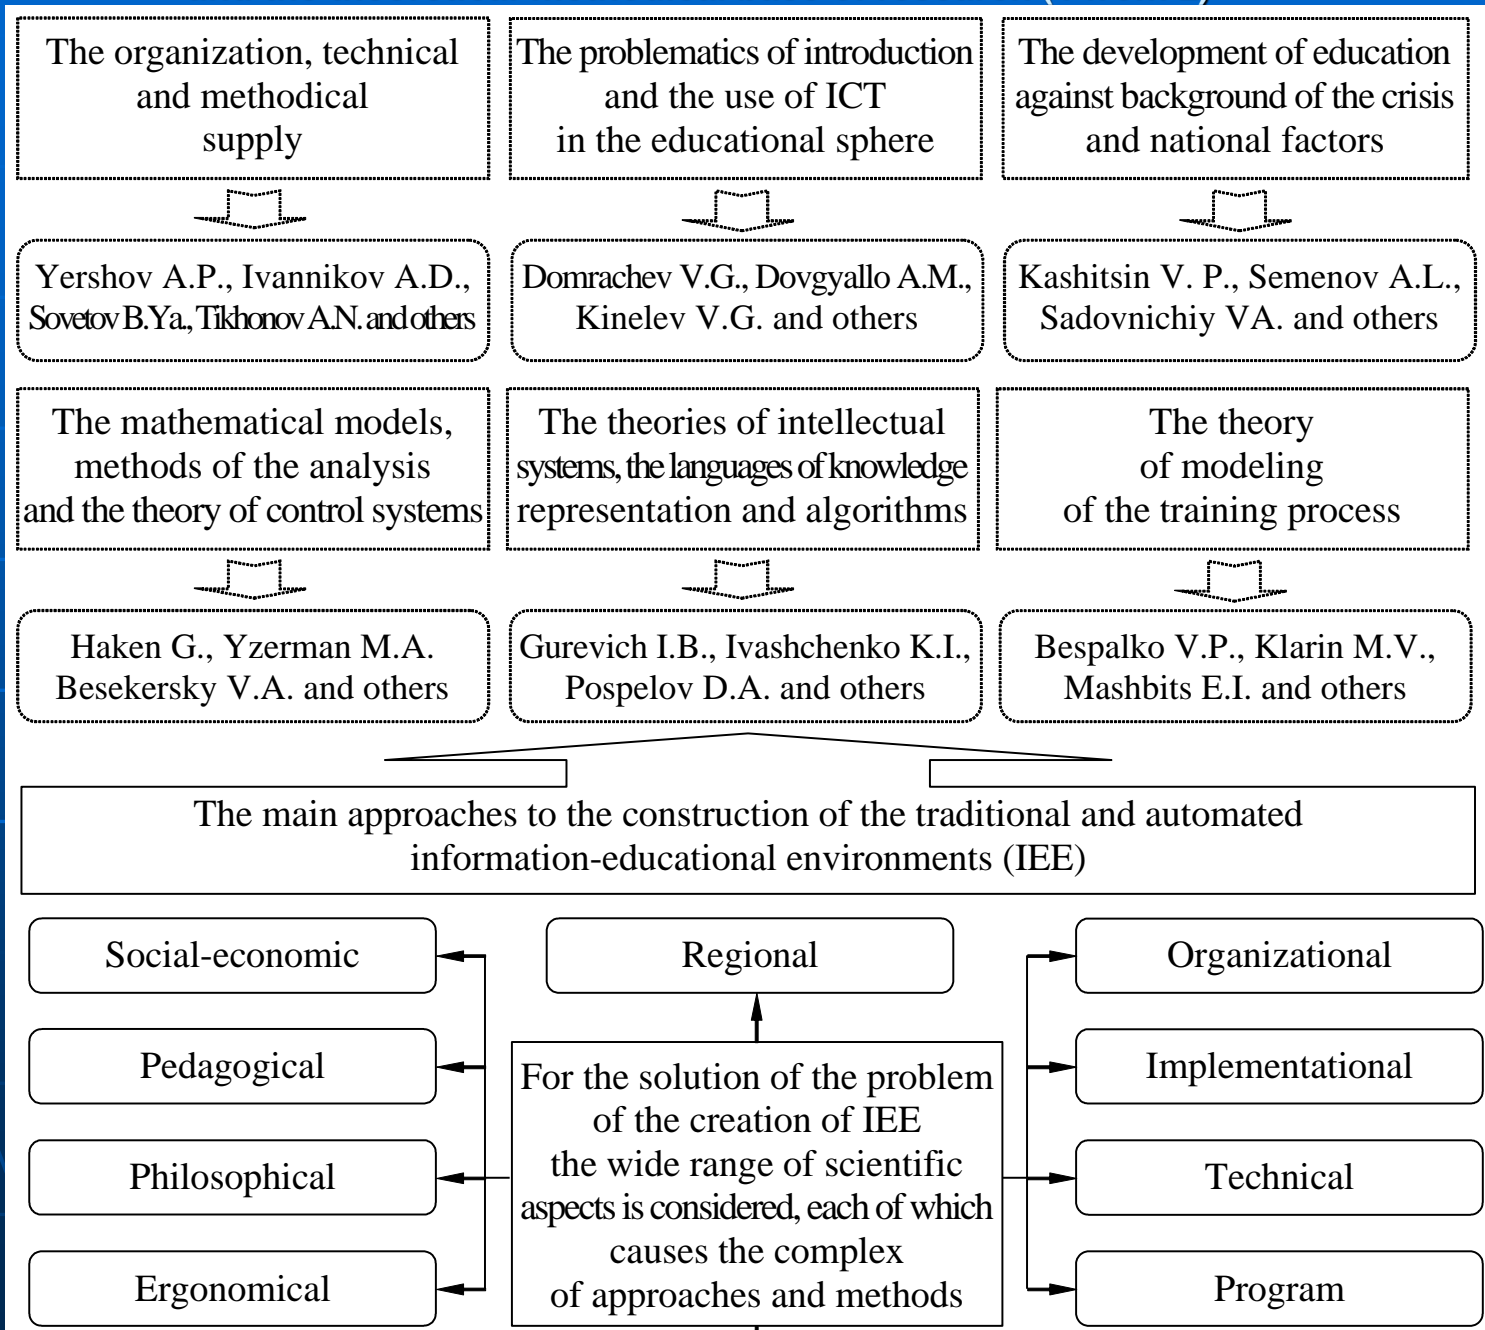 The organization, technical
and methodical
supply
The problematics of introduction
and the use of ICT
in the educational sphere
The development of education
against background of the crisis
and national factors
Yershov A.P., Ivannikov A.D.,
Sovetov B.Ya., Tikhonov A.N. and others
Domrachev V.G., Dovgyallo A.M.,
Kinelev V.G. and others
Kashitsin V. P., Semenov A.L.,
Sadovnichiy VA. and others
The mathematical models,
methods of the analysis
and the theory of control systems
The theories of intellectual
systems, the languages of knowledge
representation and algorithms
The theory
of modeling
of the training process
Haken G., Yzerman M.A.
Besekersky V.A. and others
Gurevich I.B., Ivashchenko K.I.,
Pospelov D.A. and others
Bespalko V.P., Klarin M.V.,
Mashbits E.I. and others
The main approaches to the construction of the traditional and automated
information-educational environments (IEE)
Social-economic
Pedagogical
Philosophical
Ergonomical
Regional
For the solution of the problem
of the creation of IEE
the wide range of scientific
aspects is considered, each of which
causes the complex
of approaches and methods
Organizational
Implementational
Technical
Program